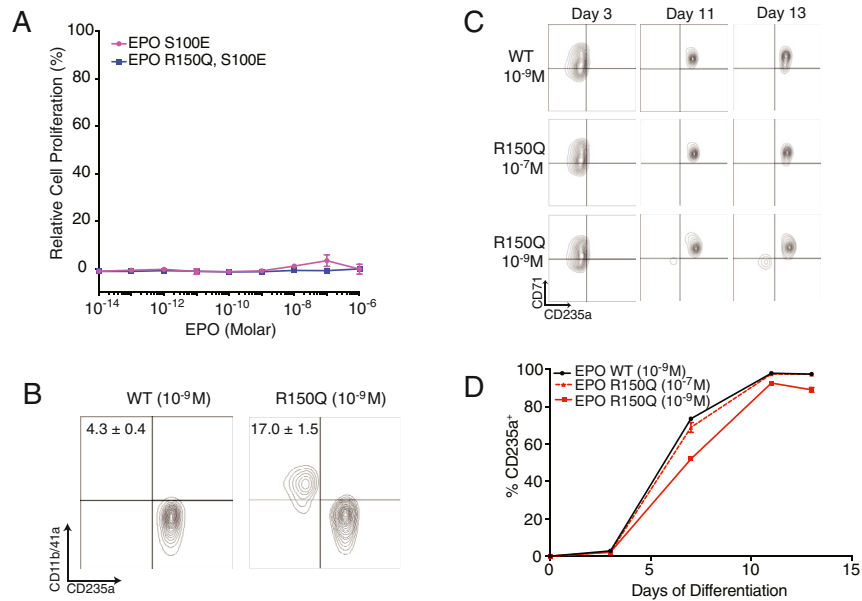 A
EPO S100E
EPO R150Q, S100E
Relative Cell Proliferation (%)
100
80
60
40
20
0
10⁻¹⁴ 10⁻¹² 10⁻¹⁰ 10⁻⁸ 10⁻⁶
EPO (Molar)
B
WT (10⁻⁹M) R150Q (10⁻⁹M)
4.3 ± 0.4 17.0 ± 1.5
CD11b/41a
CD235a
C
Day 3 Day 11 Day 13
WT
10⁻⁹M
R150Q
10⁻⁷M
R150Q
10⁻⁹M
CD71
CD235a
D
EPO WT (10⁻⁹M)
EPO R150Q (10⁻⁷M)
EPO R150Q (10⁻⁹M)
% CD235a⁺
100
80
60
40
20
0
0 5 10 15
Days of Differentiation